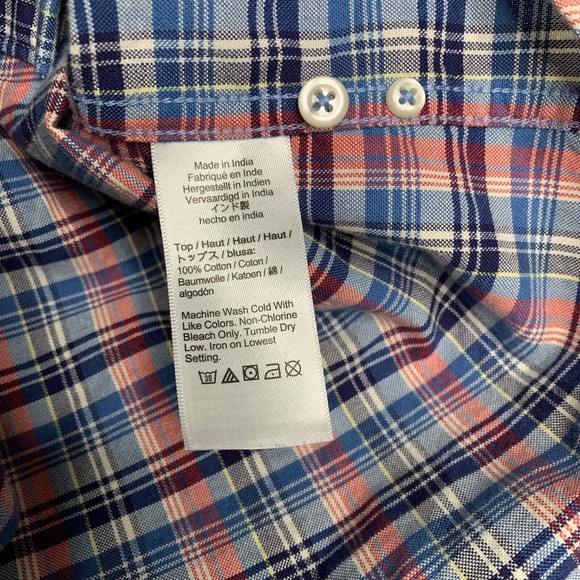 Made in India
Fabriqué en Inde
Hergestellt in Indien
Vervaardigd in India
インド製
hecho en india
Top / Haut / Haut / Haut /
トップス / blusa:
100% Cotton / Coton /
Baumwolle / Katoen / 綿 /
algodón
Machine Wash Cold With
Like Colors. Non-Chlorine
Bleach Only. Tumble Dry
Low. Iron on Lowest
Setting.
30